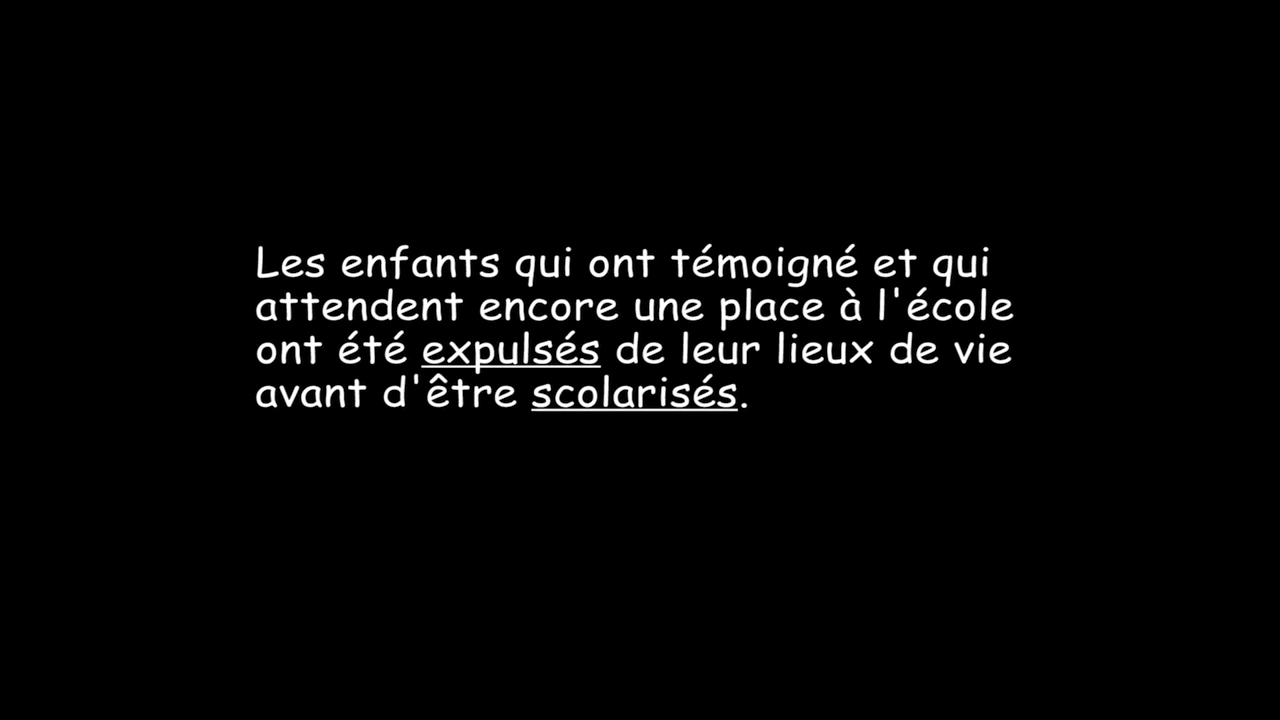 Les enfants qui ont témoigné et qui
attendent encore une place à l'école
ont été expulsés de leur lieux de vie
avant d'être scolarisés.